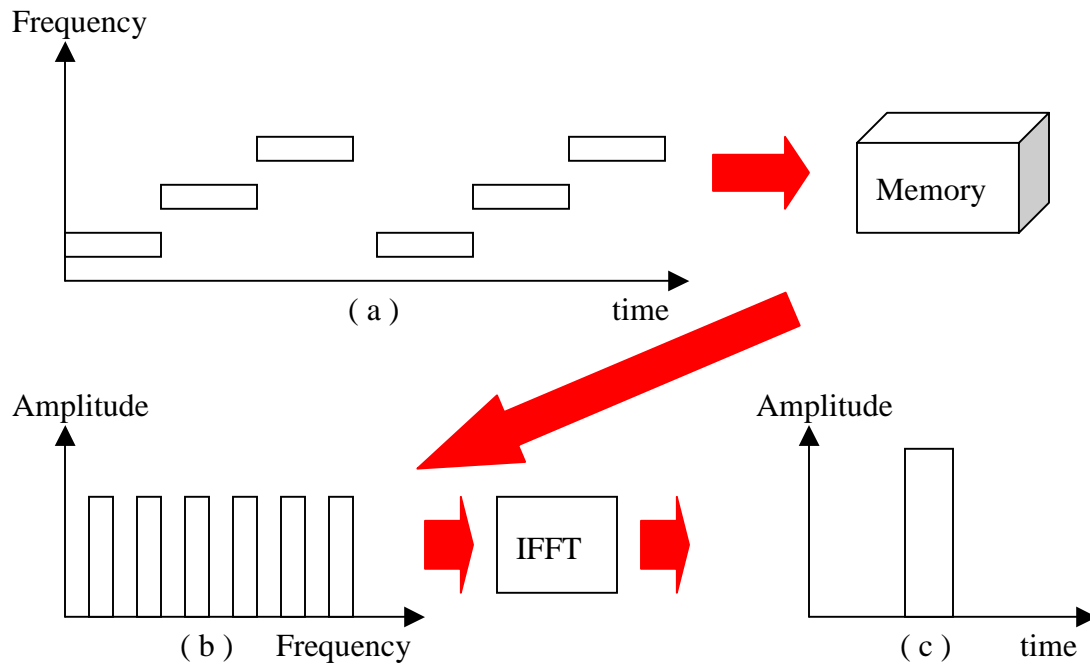 Frequency
Memory
( a )
time
Amplitude
Amplitude
IFFT
( b )
Frequency
( c )
time